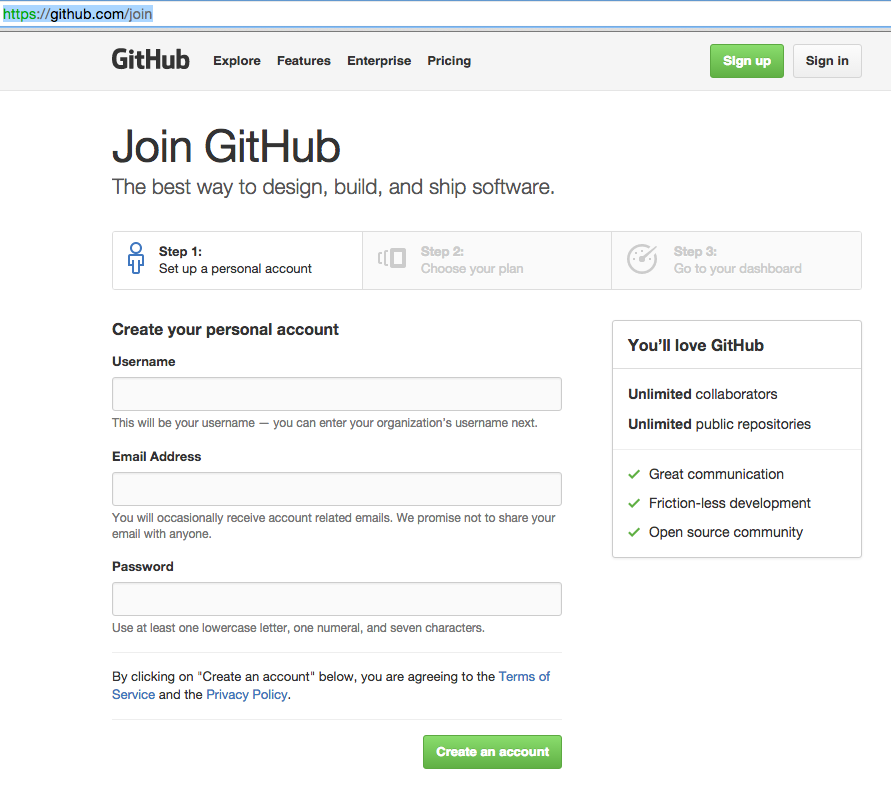 https://github.com/join
GitHub Explore Features Enterprise Pricing Sign up Sign in
Join GitHub
The best way to design, build, and ship software.
Step 1:
Set up a personal account
Step 2:
Choose your plan
Step 3:
Go to your dashboard
Create your personal account
Username
This will be your username — you can enter your organization's username next.
Email Address
You will occasionally receive account related emails. We promise not to share your
email with anyone.
Password
Use at least one lowercase letter, one numeral, and seven characters.
By clicking on "Create an account" below, you are agreeing to the Terms of
Service and the Privacy Policy.
Create an account
You'll love GitHub
Unlimited collaborators
Unlimited public repositories
Great communication
Friction-less development
Open source community